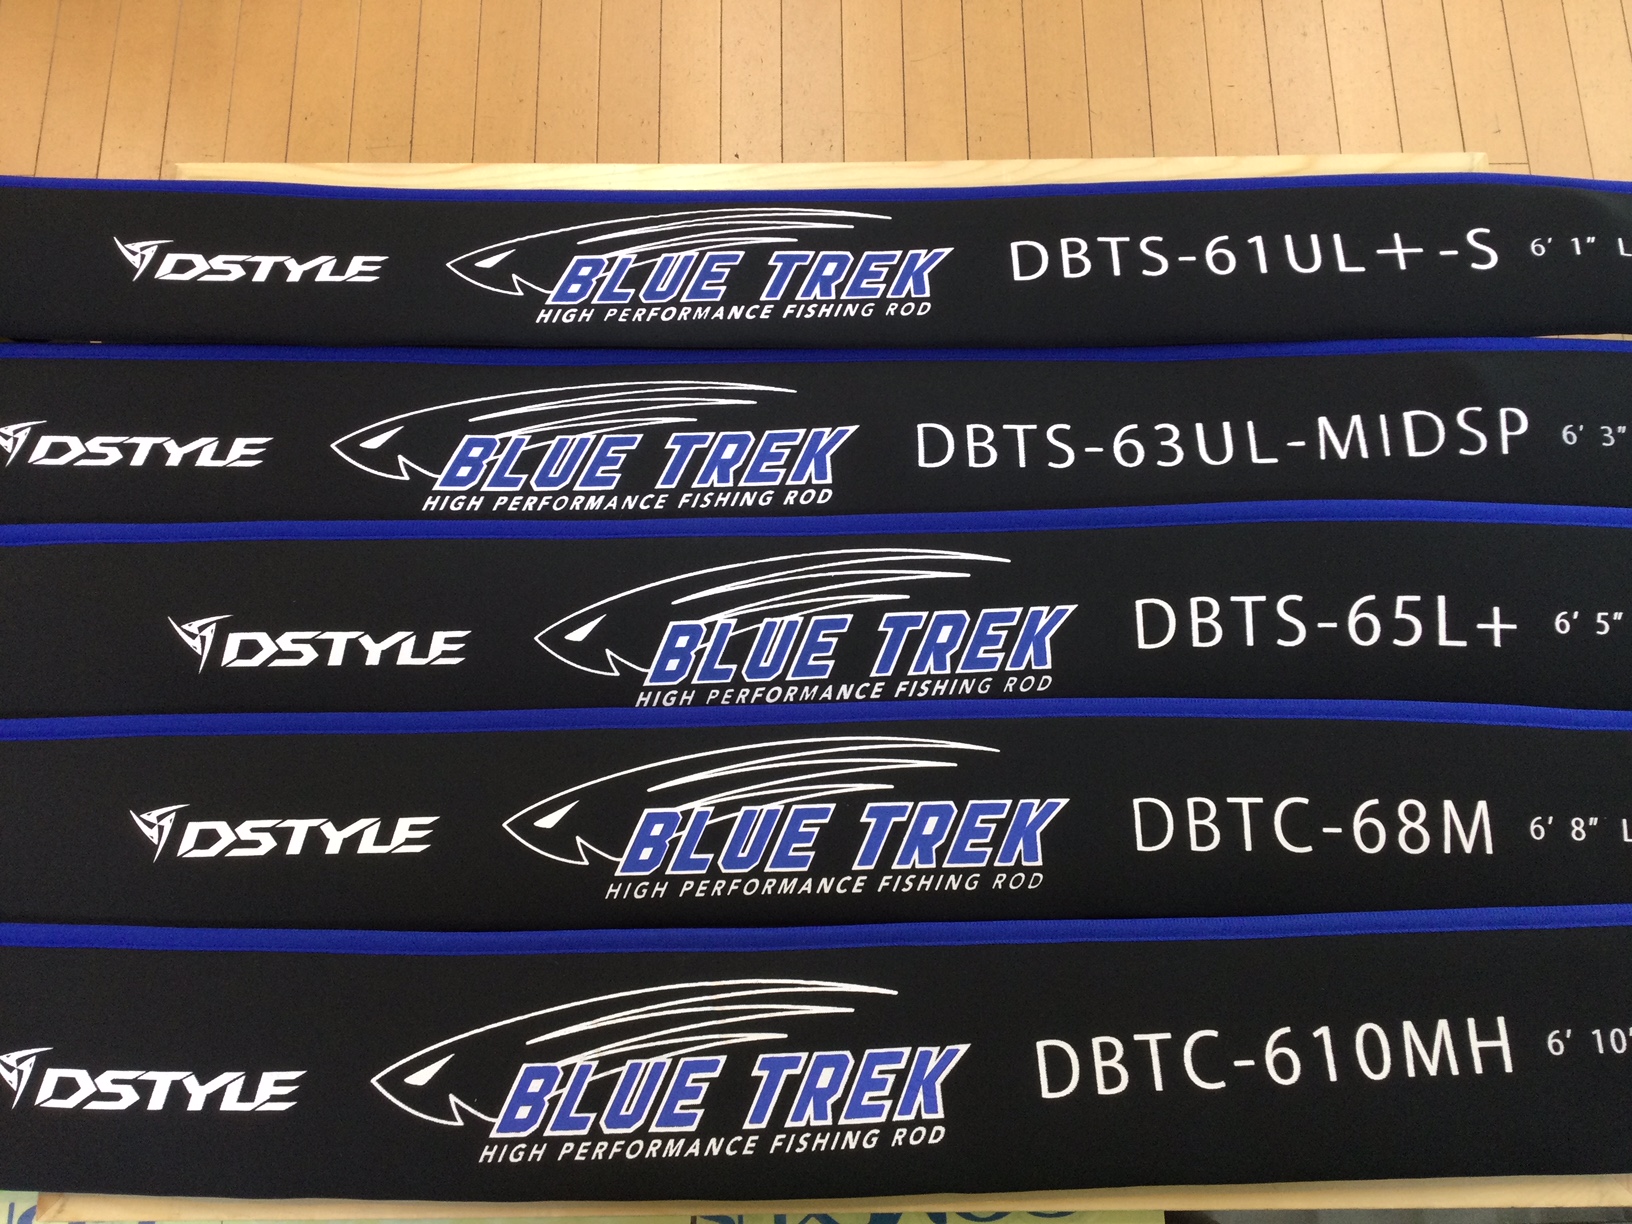 DSTYLE BLUE TREK DBTS-61UL+-S 6' 1" L
HIGH PERFORMANCE FISHING ROD
DSTYLE BLUE TREK DBTS-63UL-MIDSP 6' 3"
HIGH PERFORMANCE FISHING ROD
DSTYLE BLUE TREK DBTS-65L+ 6' 5"
HIGH PERFORMANCE FISHING ROD
DSTYLE BLUE TREK DBTC-68M 6' 8" L
HIGH PERFORMANCE FISHING ROD
DSTYLE BLUE TREK DBTC-610MH 6' 10"
HIGH PERFORMANCE FISHING ROD